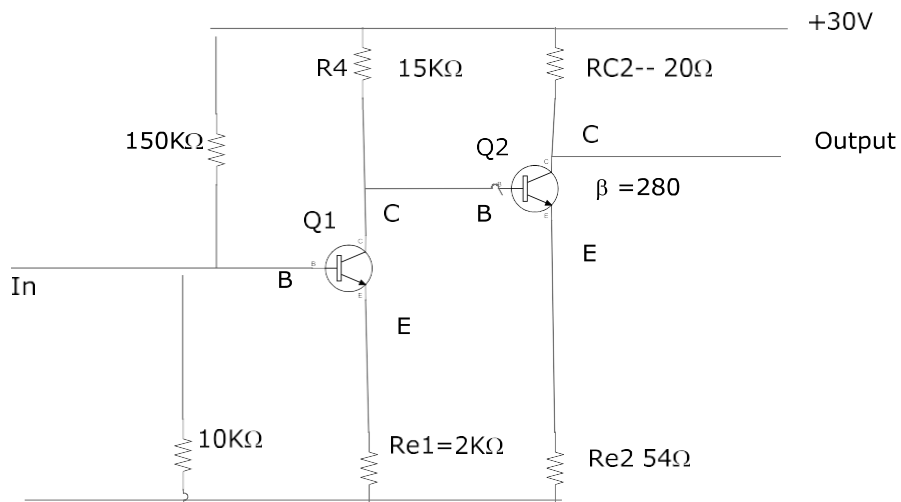 +30V
R4 15KΩ
RC2-- 20Ω
150KΩ
Q2
C
Output
C
B
β =280
Q1
C
B
E
C
B
B
E
In
E
E
10KΩ
Re1=2KΩ
Re2 54Ω